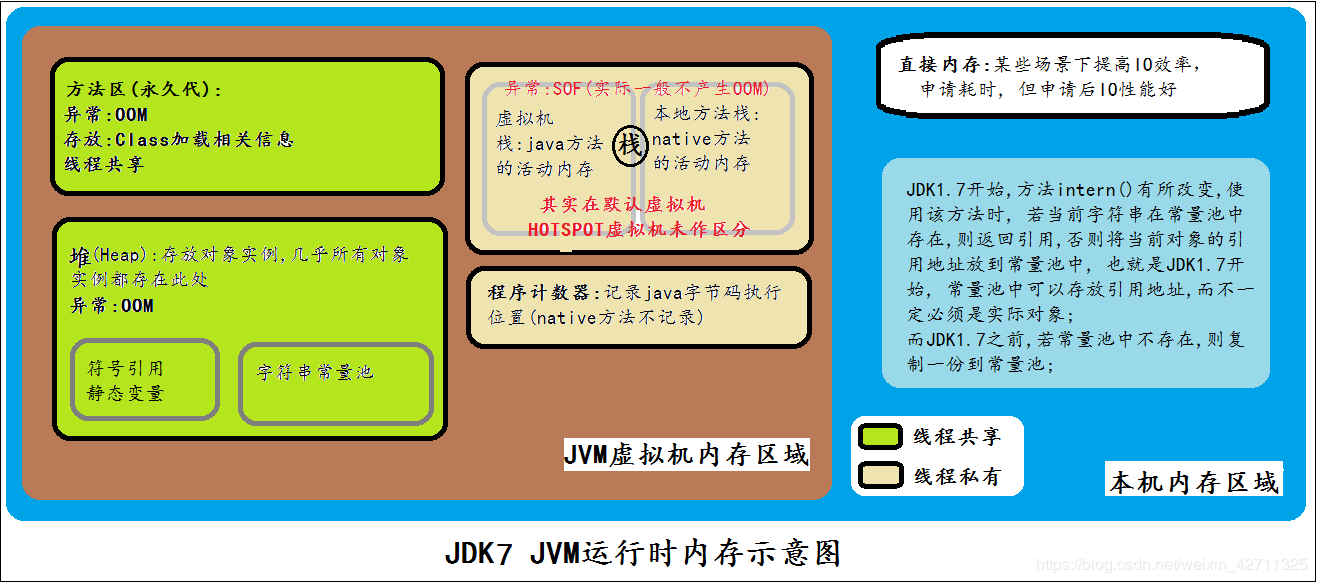 方法区(永久代):
异常:OOM
存放:Class加载相关信息
线程共享
堆(Heap):存放对象实例,几乎所有对象
实例都存在此处
异常:OOM
符号引用
静态变量
字符串常量池
异常:SOF(实际一般不产生OOM)
虚拟机
栈:java方法
的活动内存
栈
本地方法栈:
native方法
的活动内存
其实在默认虚拟机
HOTSPOT虚拟机未作区分
程序计数器:记录java字节码执行
位置(native方法不记录)
JVM虚拟机内存区域
直接内存:某些场景下提高IO效率,
申请耗时, 但申请后IO性能好
JDK1.7开始,方法intern()有所改变,使
用该方法时, 若当前字符串在常量池中
存在,则返回引用,否则将当前对象的引
用地址放到常量池中, 也就是JDK1.7开
始, 常量池中可以存放引用地址,而不一
定必须是实际对象;
而JDK1.7之前,若常量池中不存在,则复
制一份到常量池;
线程共享
线程私有
本机内存区域
JDK7 JVM运行时内存示意图
https://blog.csdn.net/weixin_42711325